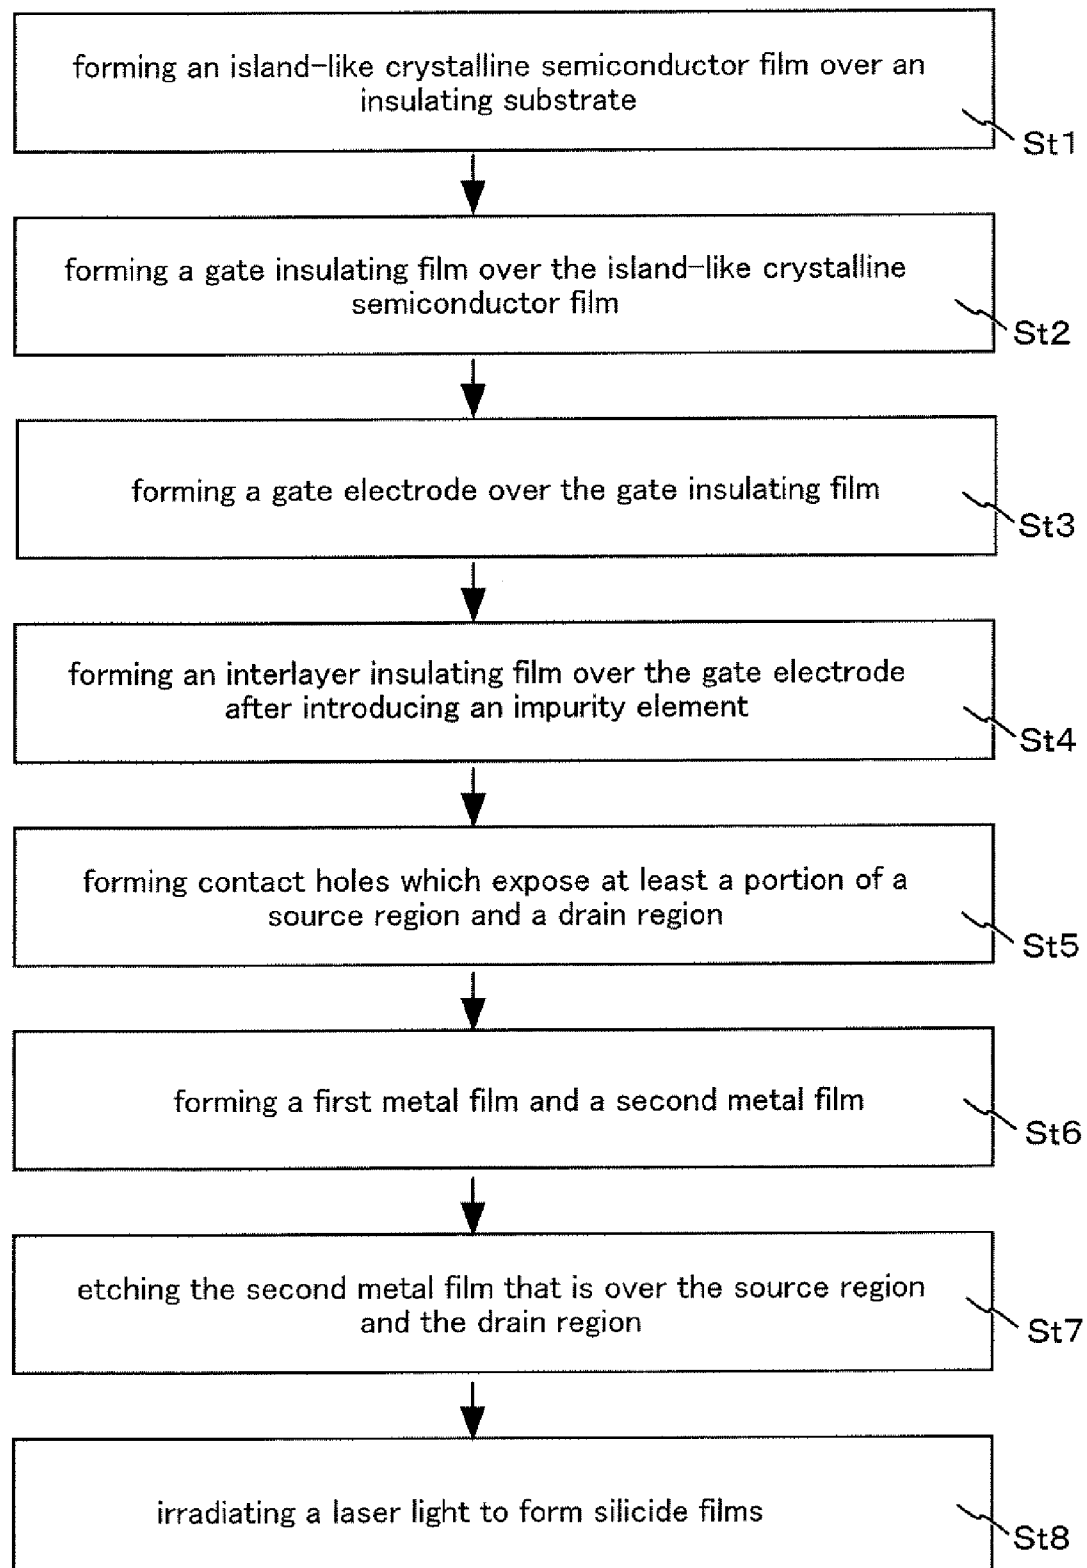 forming an island-like crystalline semiconductor film over an
insulating substrate
St1
forming a gate insulating film over the island-like crystalline
semiconductor film
St2
forming a gate electrode over the gate insulating film
St3
forming an interlayer insulating film over the gate electrode
after introducing an impurity element
St4
forming contact holes which expose at least a portion of a
source region and a drain region
St5
forming a first metal film and a second metal film
St6
etching the second metal film that is over the source region
and the drain region
St7
irradiating a laser light to form silicide films
St8